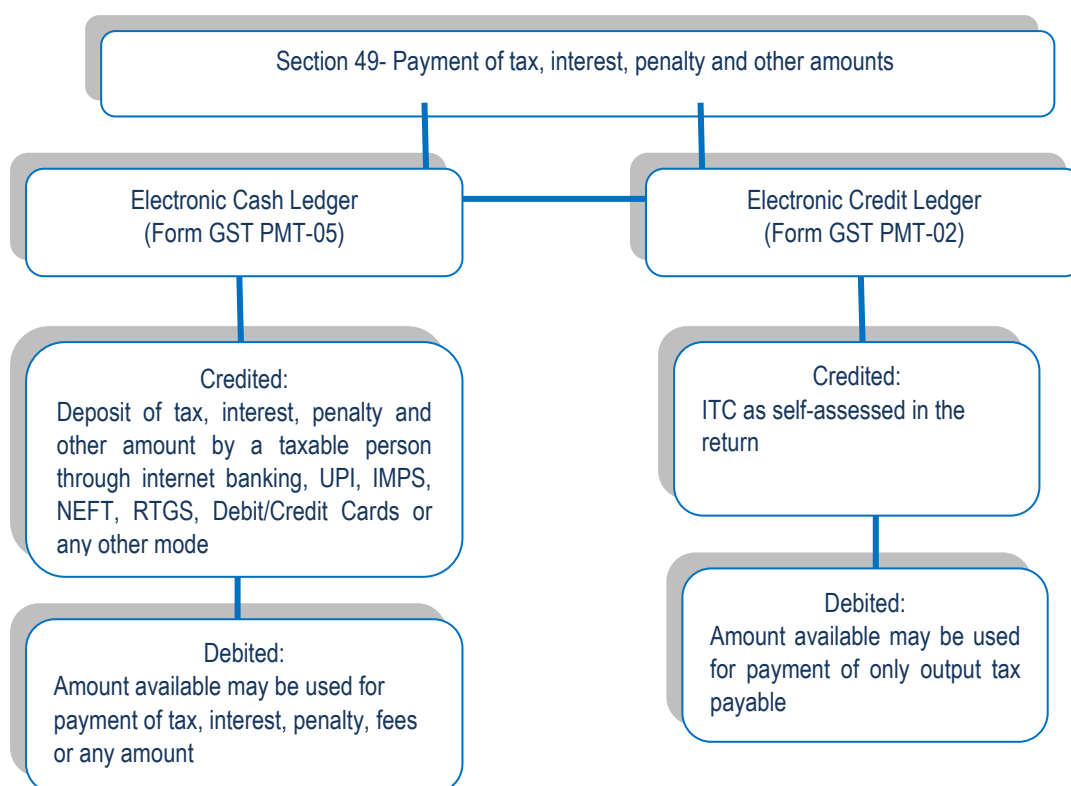 Section 49- Payment of tax, interest, penalty and other amounts
Electronic Cash Ledger
(Form GST PMT-05)
Electronic Credit Ledger
(Form GST PMT-02)
Credited:
Deposit of tax, interest, penalty and
other amount by a taxable person
through internet banking, UPI, IMPS,
NEFT, RTGS, Debit/Credit Cards or
any other mode
Credited:
ITC as self-assessed in the
return
Debited:
Amount available may be used for
payment of tax, interest, penalty, fees
or any amount
Debited:
Amount available may be used
for payment of only output tax
payable